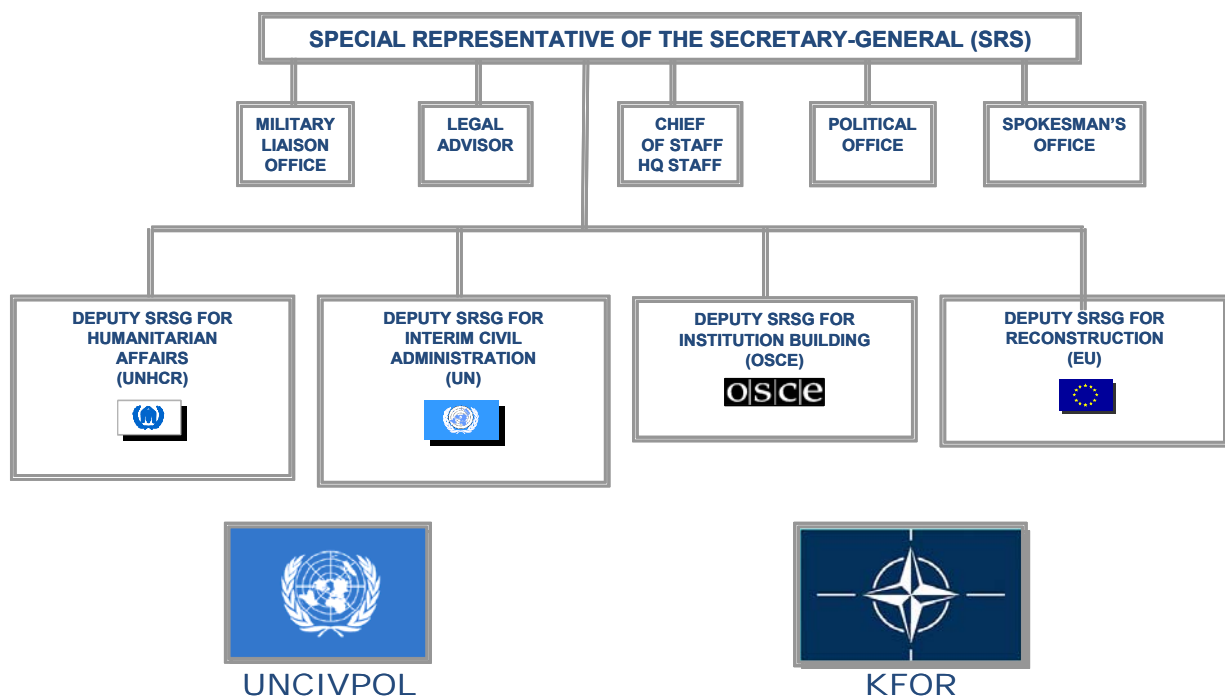 SPECIAL REPRESENTATIVE OF THE SECRETARY-GENERAL (SRS)
MILITARY
LIAISON
OFFICE
LEGAL
ADVISOR
CHIEF
OF STAFF
HQ STAFF
POLITICAL
OFFICE
SPOKESMAN’S
OFFICE
DEPUTY SRSG FOR
HUMANITARIAN
AFFAIRS
(UNHCR)
DEPUTY SRSG FOR
INTERIM CIVIL
ADMINISTRATION
(UN)
DEPUTY SRSG FOR
INSTITUTION BUILDING
(OSCE)
osce
DEPUTY SRSG FOR
RECONSTRUCTION
(EU)
UNCIVPOL
KFOR